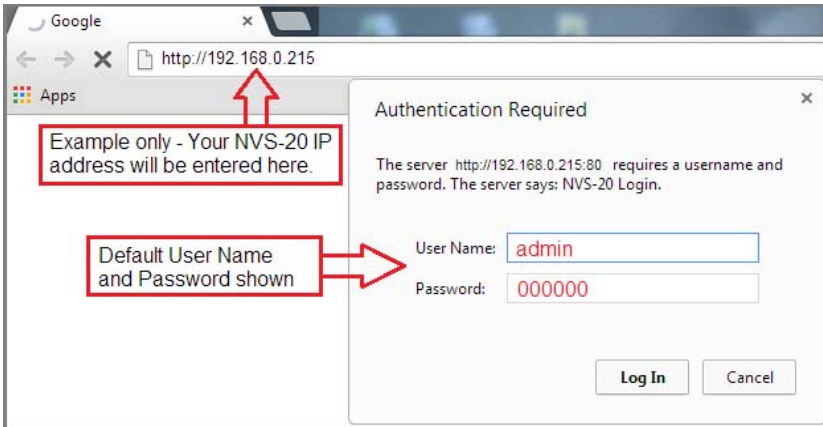 Google
http://192.168.0.215
Apps
Example only - Your NVS-20 IP
address will be entered here.
Authentication Required
The server http://192.168.0.215:80 requires a username and
password. The server says: NVS-20 Login.
Default User Name
and Password shown
User Name: admin
Password: 000000
Log In Cancel